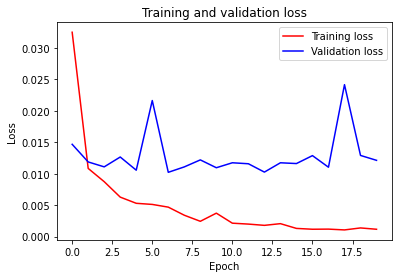 Training and validation loss
Training loss
Validation loss
Loss
0.030
0.025
0.020
0.015
0.010
0.005
0.000
0.0 2.5 5.0 7.5 10.0 12.5 15.0 17.5
Epoch